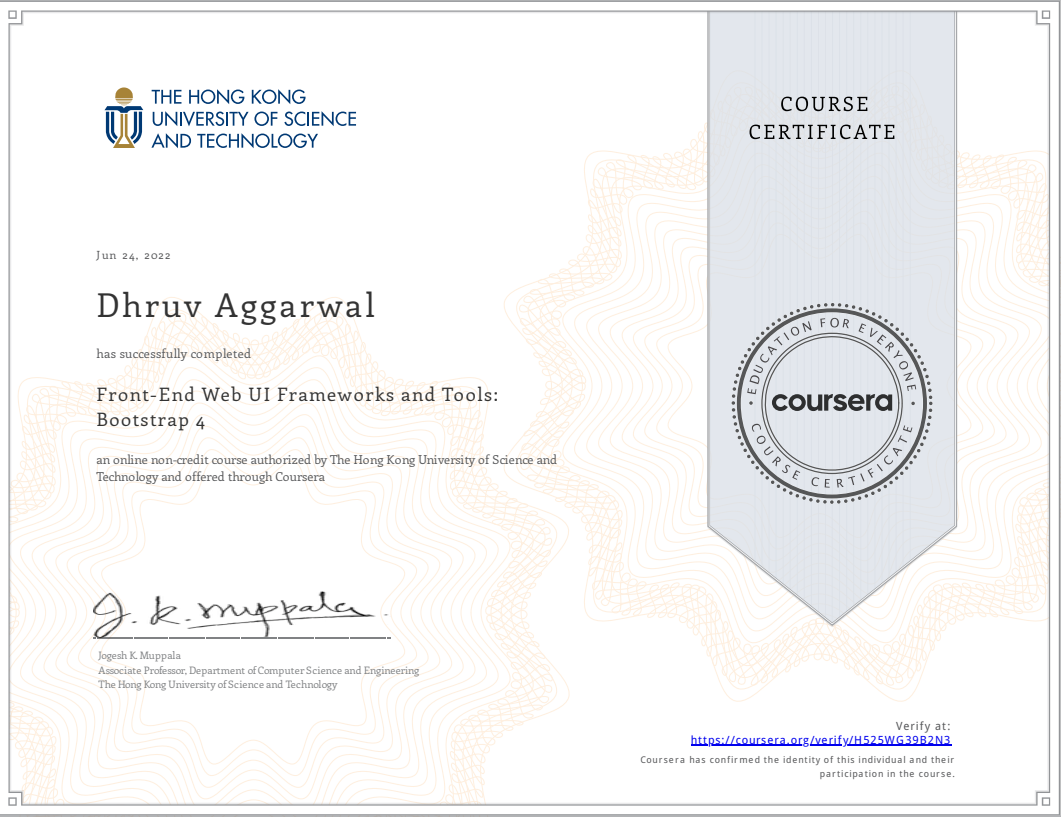 THE HONG KONG
UNIVERSITY OF SCIENCE
AND TECHNOLOGY
COURSE
CERTIFICATE
Jun 24, 2022
Dhruv Aggarwal
has successfully completed
Front-End Web UI Frameworks and Tools:
Bootstrap 4
an online non-credit course authorized by The Hong Kong University of Science and
Technology and offered through Coursera
EDUCATION FOR EVERYONE
coursera
COURSE CERTIFICATE
J. K. Muppala
Jogesh K. Muppala
Associate Professor, Department of Computer Science and Engineering
The Hong Kong University of Science and Technology
Verify at:
https://coursera.org/verify/H525WG39B2N3
Coursera has confirmed the identity of this individual and their
participation in the course.